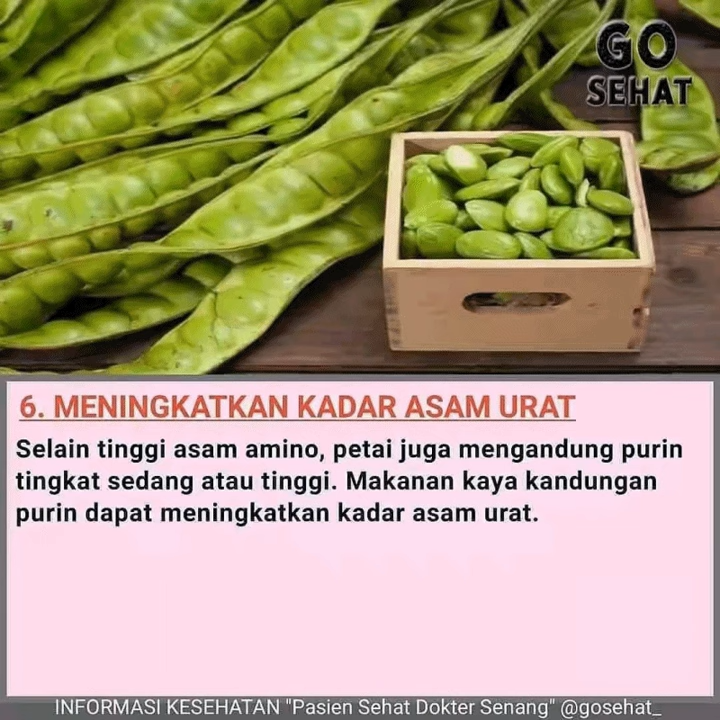 GO
SEHAT
6. MENINGKATKAN KADAR ASAM URAT
Selain tinggi asam amino, petai juga mengandung purin
tingkat sedang atau tinggi. Makanan kaya kandungan
purin dapat meningkatkan kadar asam urat.
INFORMASI KESEHATAN "Pasien Sehat Dokter Senang" @gosehat_